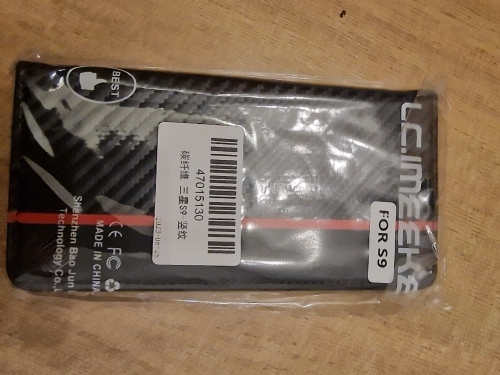 BEST
LC.IMEEKE
FOR S9
47015130
碳纤维 三星S9 竖纹
CE FC
MADE IN CHINA
Shenzhen Bao Jun
Technology Co.,L